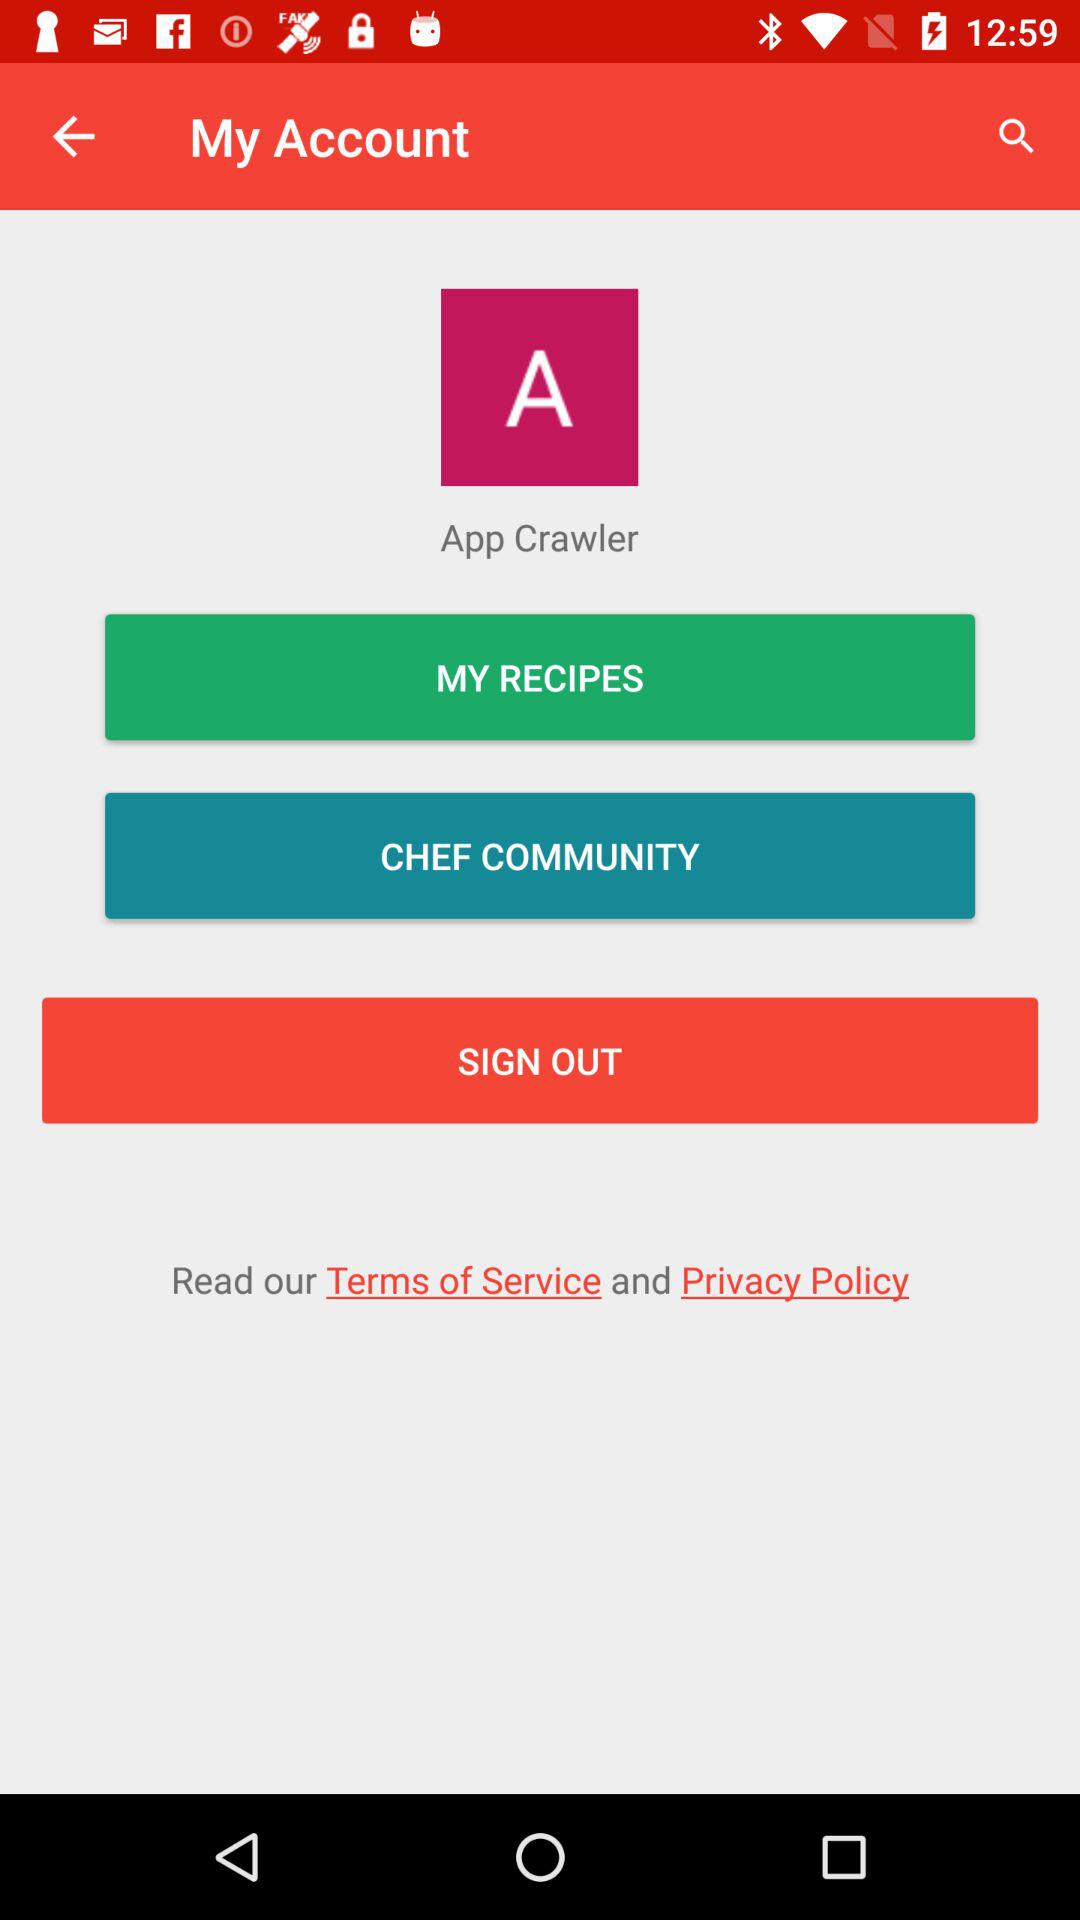 FAKE 12:59
My Account
A
App Crawler
MY RECIPES
CHEF COMMUNITY
SIGN OUT
Read our Terms of Service and Privacy Policy